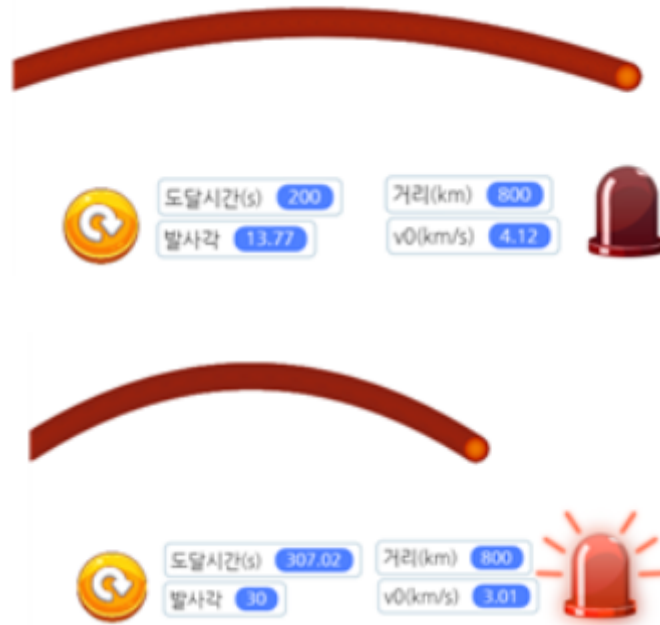 도달시간(s) 200 거리(km) 800
발사각 13.77 v0(km/s) 4.12
도달시간(s) 307.02 거리(km) 800
발사각 30 v0(km/s) 3.01